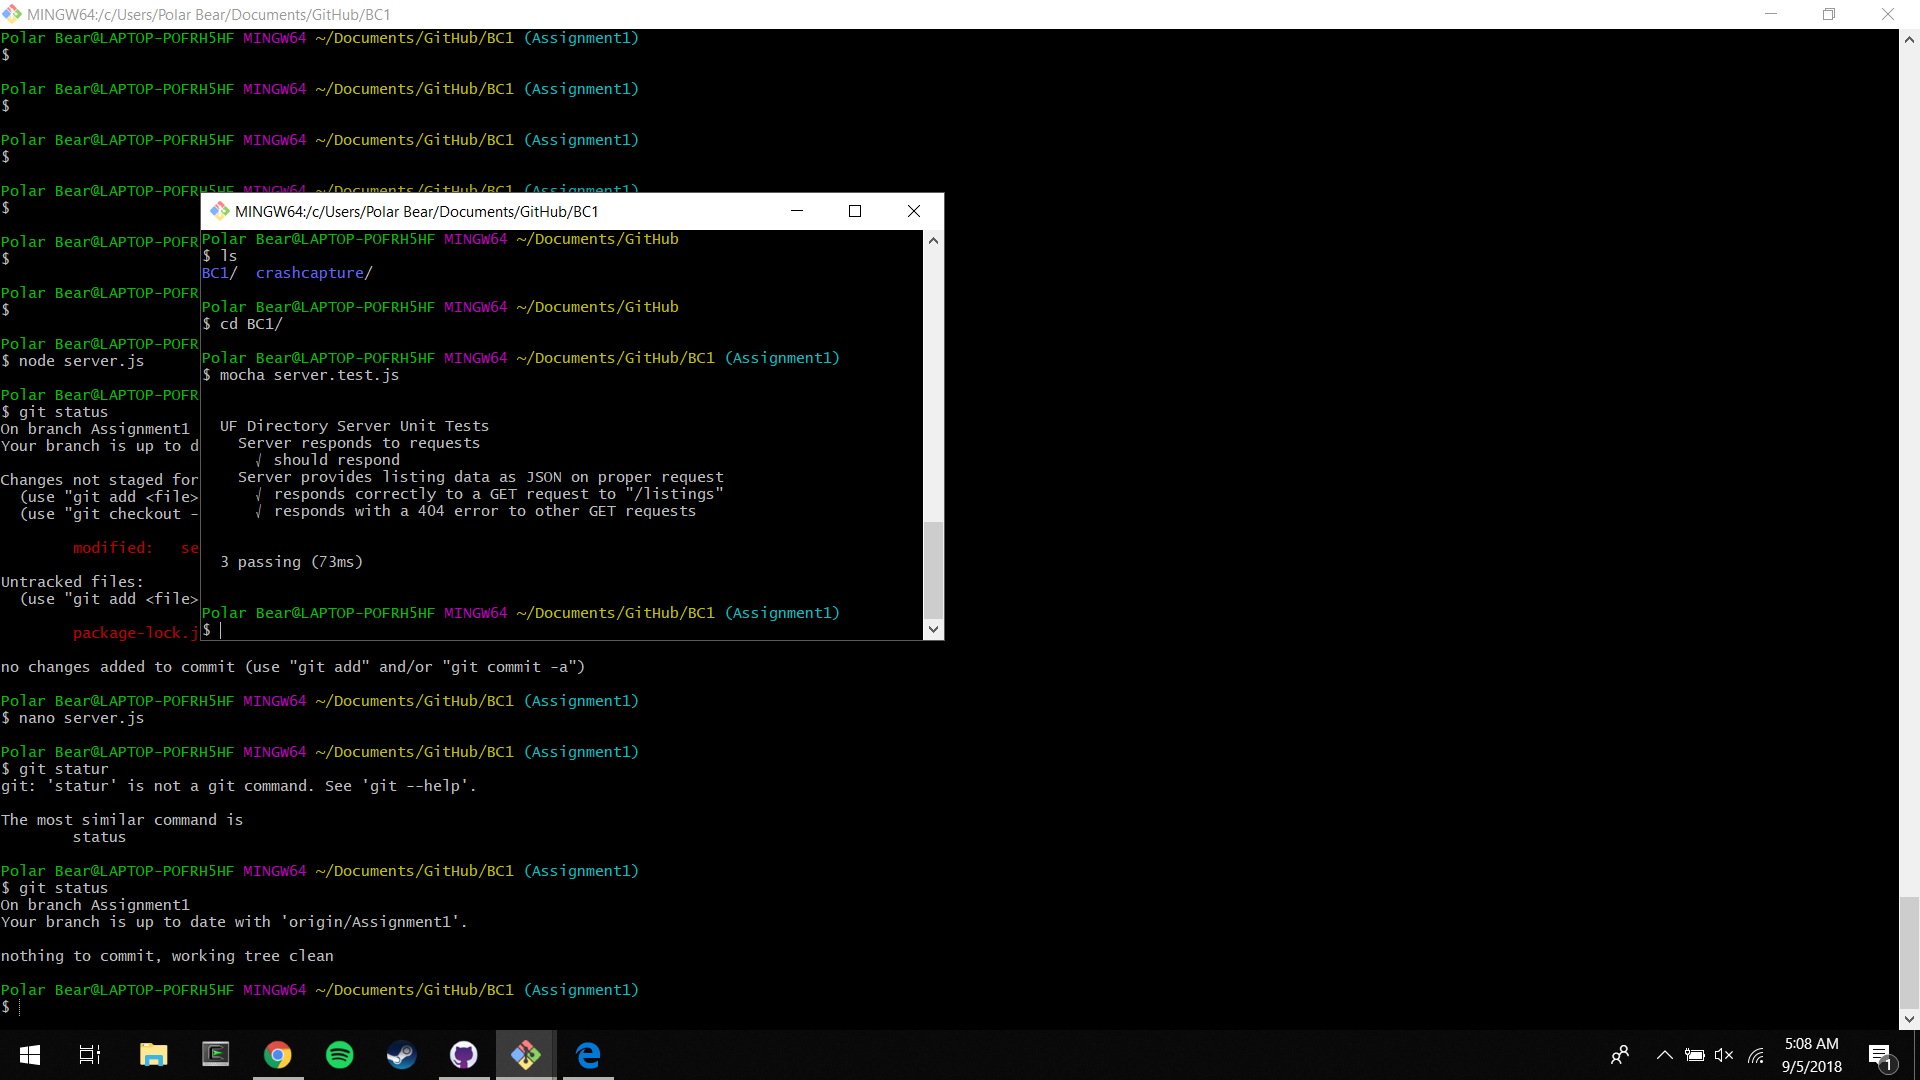 MINGW64:/c/Users/Polar Bear/Documents/GitHub/BC1
Polar Bear@LAPTOP-POFRH5HF MINGW64 ~/Documents/GitHub/BC1 (Assignment1)
$
Polar Bear@LAPTOP-POFRH5HF MINGW64 ~/Documents/GitHub/BC1 (Assignment1)
$
Polar Bear@LAPTOP-POFRH5HF MINGW64 ~/Documents/GitHub/BC1 (Assignment1)
$
Polar Bear@LAPTOP-POFRH5HF MINGW64 ~/Documents/GitHub/BC1 (Assignment1)
$
Polar Bear@LAPTOP-POFR
$
Polar Bear@LAPTOP-POFR
$
Polar Bear@LAPTOP-POFR
$ node server.js
Polar Bear@LAPTOP-POFR
$ git status
On branch Assignment1
Your branch is up to d
Changes not staged for
(use "git add <file>
(use "git checkout -
modified: se
Untracked files:
(use "git add <file>
package-lock.j
no changes added to commit (use "git add" and/or "git commit -a")
Polar Bear@LAPTOP-POFRH5HF MINGW64 ~/Documents/GitHub/BC1 (Assignment1)
$ nano server.js
Polar Bear@LAPTOP-POFRH5HF MINGW64 ~/Documents/GitHub/BC1 (Assignment1)
$ git statur
git: 'statur' is not a git command. See 'git --help'.
The most similar command is
status
Polar Bear@LAPTOP-POFRH5HF MINGW64 ~/Documents/GitHub/BC1 (Assignment1)
$ git status
On branch Assignment1
Your branch is up to date with 'origin/Assignment1'.
nothing to commit, working tree clean
Polar Bear@LAPTOP-POFRH5HF MINGW64 ~/Documents/GitHub/BC1 (Assignment1)
$
MINGW64:/c/Users/Polar Bear/Documents/GitHub/BC1
Polar Bear@LAPTOP-POFRH5HF MINGW64 ~/Documents/GitHub
$ ls
BC1/ crashcapture/
Polar Bear@LAPTOP-POFRH5HF MINGW64 ~/Documents/GitHub
$ cd BC1/
Polar Bear@LAPTOP-POFRH5HF MINGW64 ~/Documents/GitHub/BC1 (Assignment1)
$ mocha server.test.js
UF Directory Server Unit Tests
Server responds to requests
√ should respond
Server provides listing data as JSON on proper request
√ responds correctly to a GET request to "/listings"
√ responds with a 404 error to other GET requests
3 passing (73ms)
Polar Bear@LAPTOP-POFRH5HF MINGW64 ~/Documents/GitHub/BC1 (Assignment1)
$
5:08 AM
9/5/2018
1